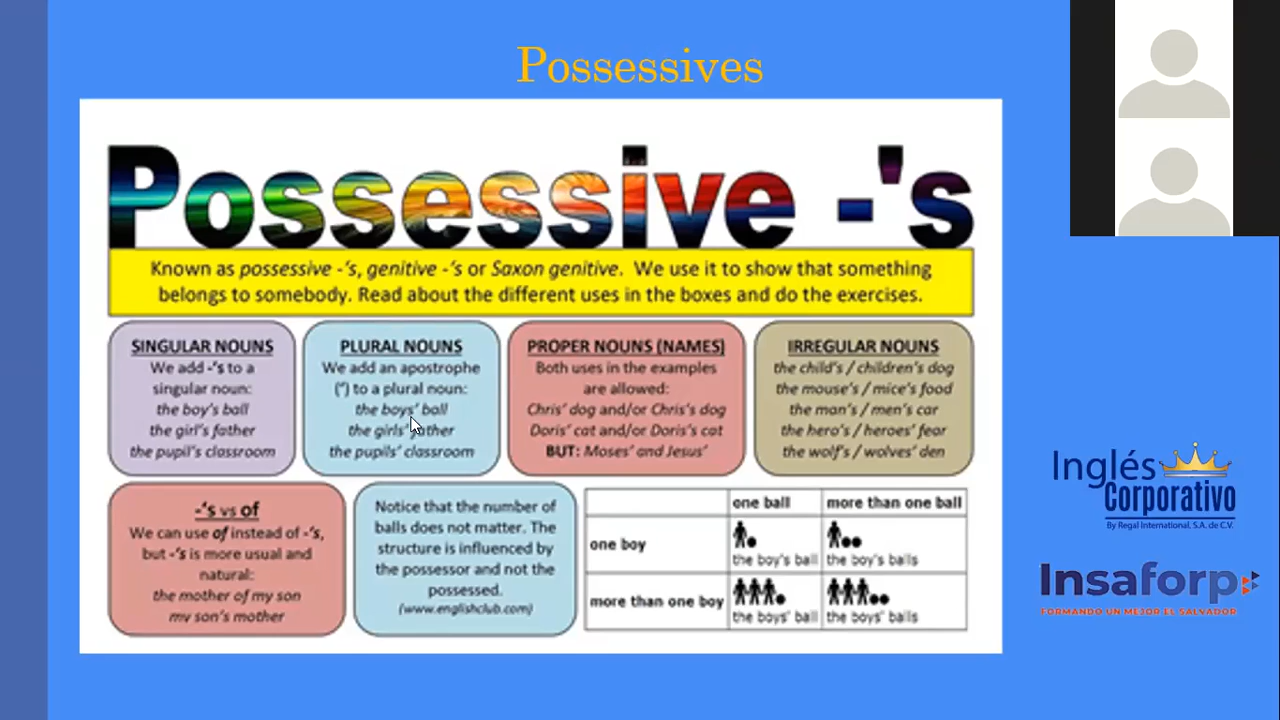 Possessives
Possessive -'s
Known as possessive -'s, genitive -'s or Saxon genitive. We use it to show that something
belongs to somebody. Read about the different uses in the boxes and do the exercises.
SINGULAR NOUNS
We add -'s to a
singular noun:
the boy's ball
the girl's father
the pupil's classroom
PLURAL NOUNS
We add an apostrophe
(') to a plural noun:
the boys' ball
the girls' father
the pupils' classroom
PROPER NOUNS (NAMES)
Both uses in the examples
are allowed:
Chris' dog and/or Chris's dog
Doris' cat and/or Doris's cat
BUT: Moses' and Jesus'
IRREGULAR NOUNS
the child's / children's dog
the mouse's / mice's food
the man's / men's car
the hero's / heroes' fear
the wolf's / wolves' den
-'s vs of
We can use of instead of -'s,
but -'s is more usual and
natural:
the mother of my son
my son's mother
Notice that the number of
balls does not matter. The
structure is influenced by
the possessor and not the
possessed.
(www.englishclub.com)
one ball more than one ball
one boy
the boy's ball the boy's balls
more than one boy
the boys' ball the boys' balls
Inglés
Corporativo
By Regal International, S.A. de C.V.
Insaforp
FORMANDO UN MEJOR EL SALVADOR